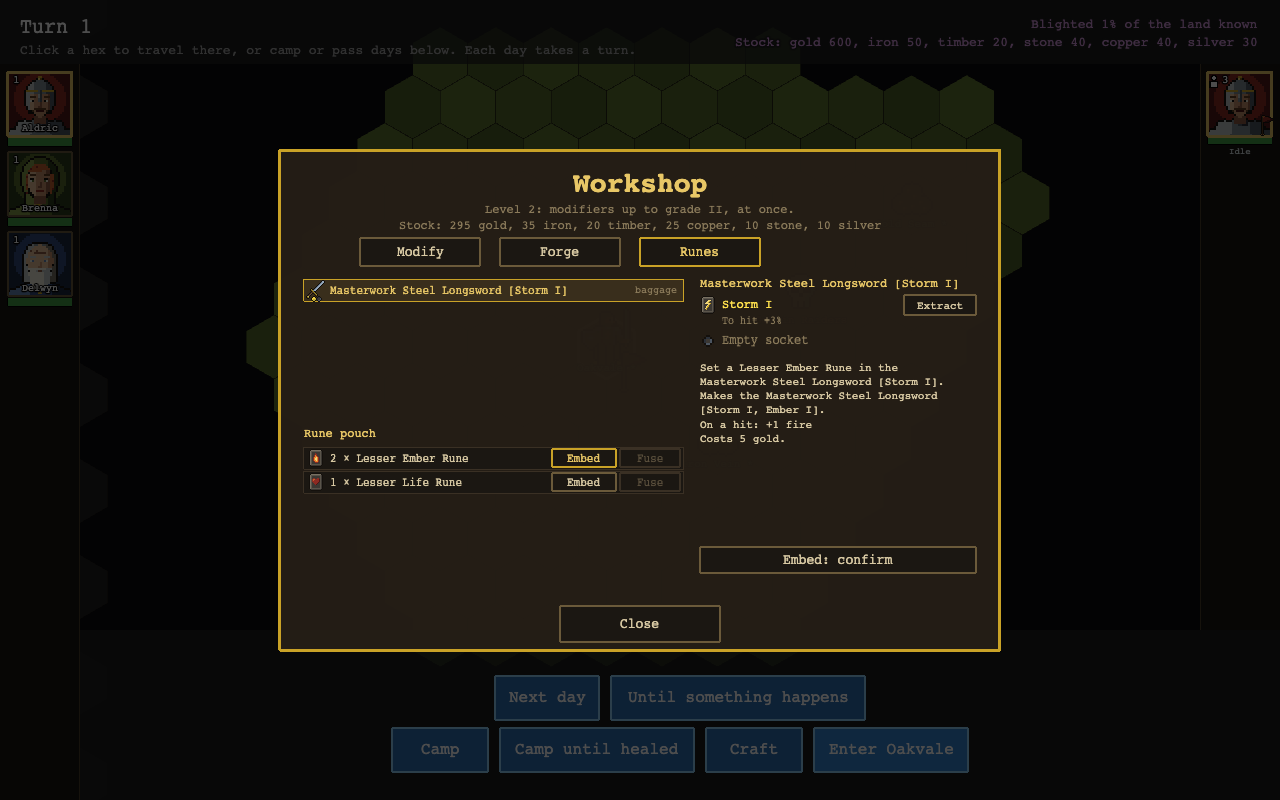 Turn 1
Click a hex to travel there, or camp or pass days below. Each day takes a turn.
Blighted 1% of the land known
Stock: gold 600, iron 50, timber 20, stone 40, copper 40, silver 30
1
Aldric
1
Brenna
1
Delwyn
3
Idle
Workshop
Level 2: modifiers up to grade II, at once.
Stock: 295 gold, 35 iron, 20 timber, 25 copper, 10 stone, 10 silver
Modify
Forge
Runes
Masterwork Steel Longsword [Storm I]
baggage
Rune pouch
2 × Lesser Ember Rune
Embed
Fuse
1 × Lesser Life Rune
Embed
Fuse
Masterwork Steel Longsword [Storm I]
Storm I
To hit +3%
Extract
Empty socket
Set a Lesser Ember Rune in the
Masterwork Steel Longsword [Storm I].
Makes the Masterwork Steel Longsword
[Storm I, Ember I].
On a hit: +1 fire
Costs 5 gold.
Embed: confirm
Close
Next day
Until something happens
Camp
Camp until healed
Craft
Enter Oakvale